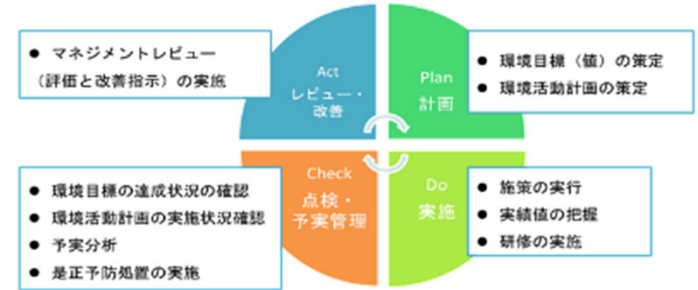 ● マネジメントレビュー
（評価と改善指示）の実施
Act
レビュー・
改善
Plan
計画
● 環境目標（値）の策定
● 環境活動計画の策定
● 環境目標の達成状況の確認
● 環境活動計画の実施状況確認
● 予実分析
● 是正予防処置の実施
Check
点検・
予実管理
Do
実施
● 施策の実行
● 実績値の把握
● 研修の実施